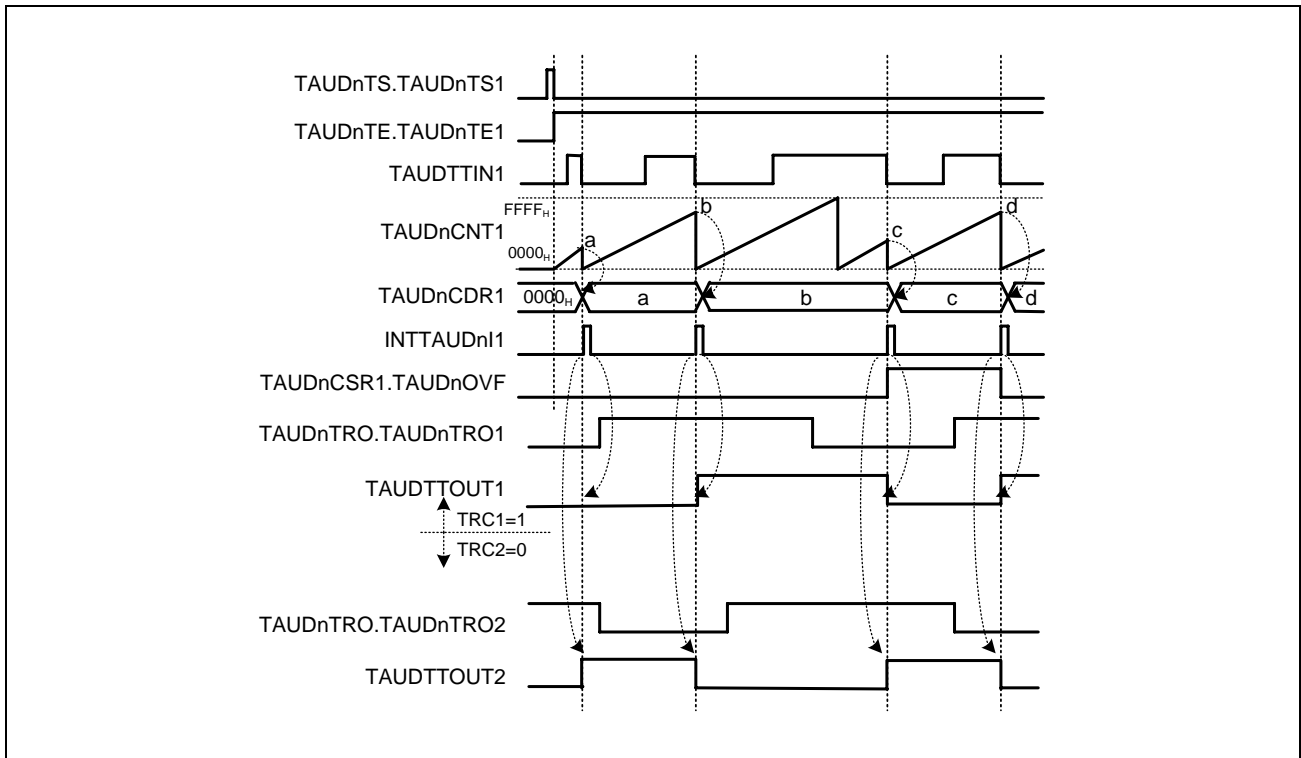 TAUDnTS.TAUDnTS1
TAUDnTE.TAUDnTE1
TAUDTTIN1
FFFFH
b
d
TAUDnCNT1
a
c
0000H
TAUDnCDR1
0000H
a
b
c
d
INTTAUDnI1
TAUDnCSR1.TAUDnOVF
TAUDnTRO.TAUDnTRO1
TAUDTTOUT1
TRC1=1
TRC2=0
TAUDnTRO.TAUDnTRO2
TAUDTTOUT2